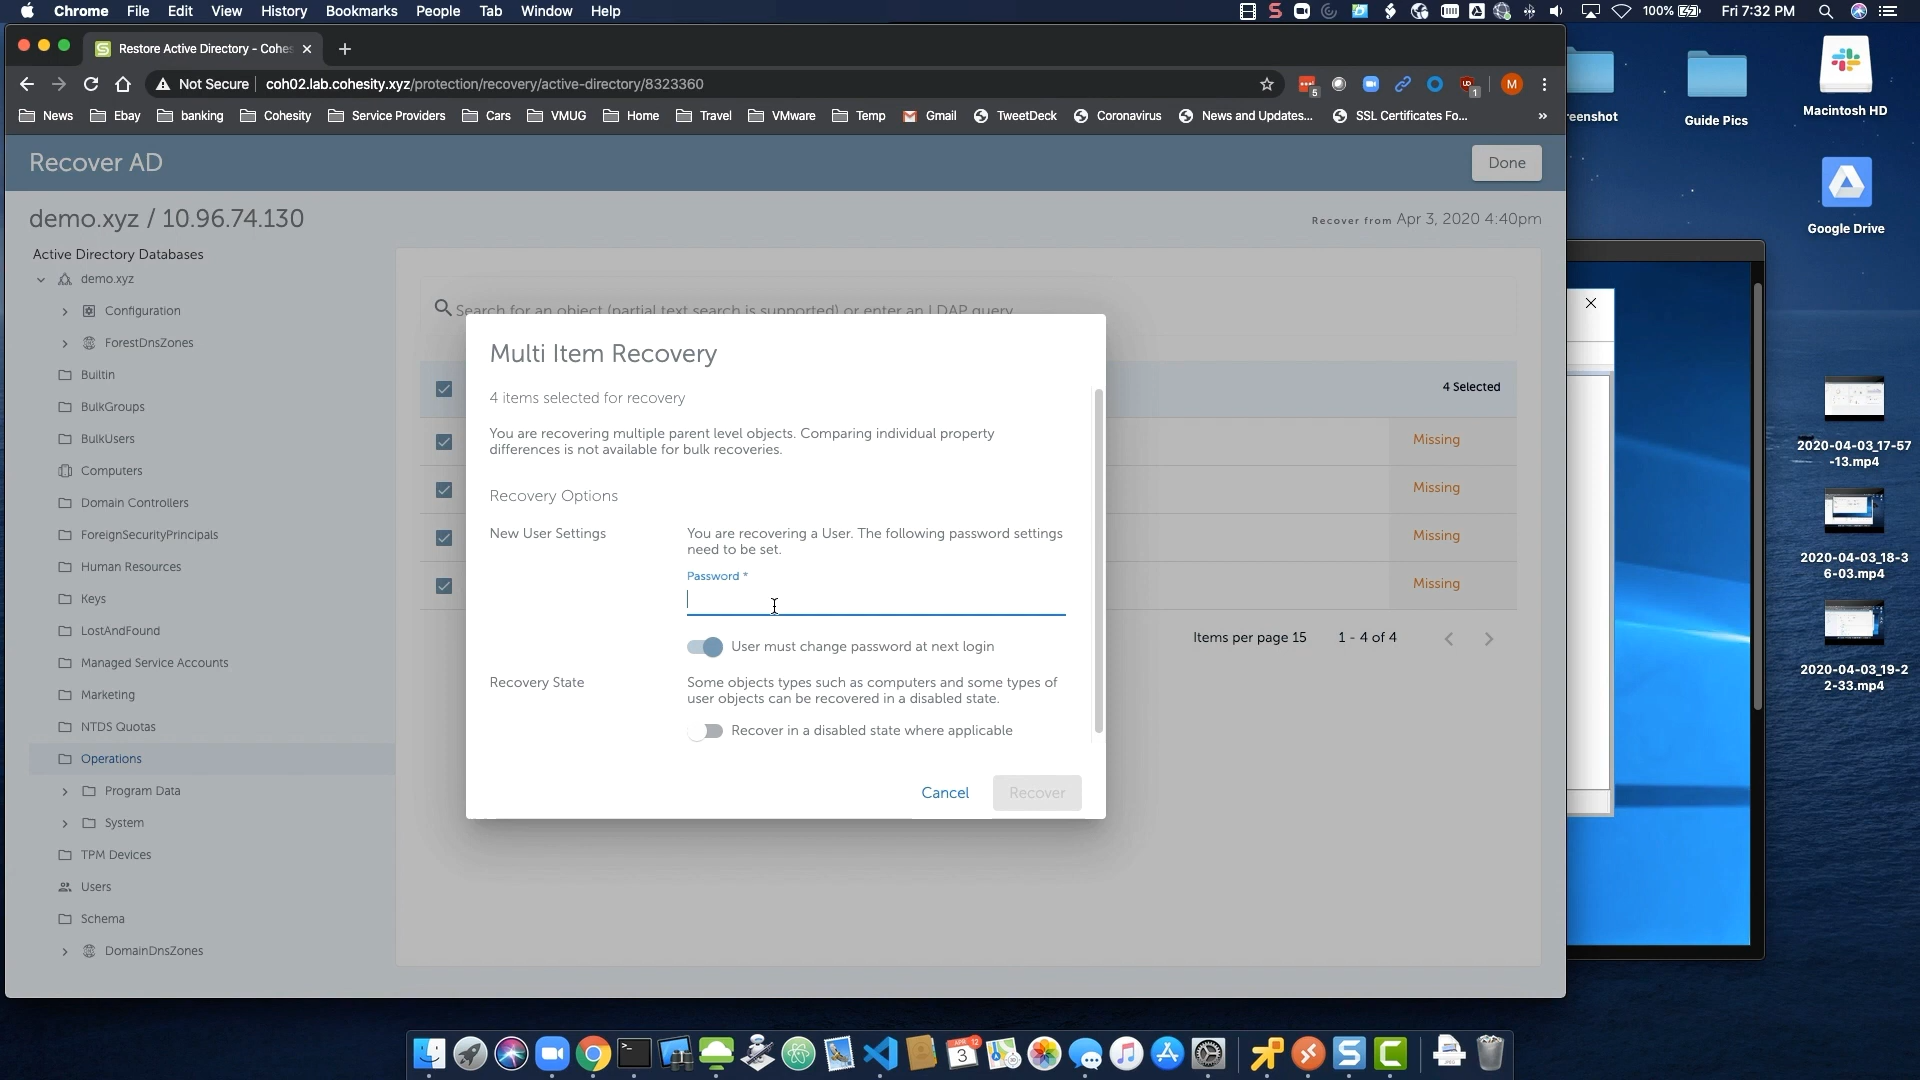 Chrome File Edit View History Bookmarks People Tab Window Help
100% Fri 7:32 PM
Restore Active Directory - Cohes
Not Secure coh02.lab.cohesity.xyz/protection/recovery/active-directory/8323360
5
1
M
News Ebay banking Cohesity Service Providers Cars VMUG Home Travel VMware Temp Gmail TweetDeck Coronavirus News and Updates... SSL Certificates Fo... »
Recover AD
Done
demo.xyz / 10.96.74.130
Recover from Apr 3, 2020 4:40pm
Active Directory Databases
demo.xyz
Configuration
ForestDnsZones
Builtin
BulkGroups
BulkUsers
Computers
Domain Controllers
ForeignSecurityPrincipals
Human Resources
Keys
LostAndFound
Managed Service Accounts
Marketing
NTDS Quotas
Operations
Program Data
System
TPM Devices
Users
Schema
DomainDnsZones
Search for an object (partial text search is supported) or enter an LDAP query
4 Selected
Missing
Missing
Missing
Missing
Items per page 15 1 - 4 of 4
Multi Item Recovery
4 items selected for recovery
You are recovering multiple parent level objects. Comparing individual property
differences is not available for bulk recoveries.
Recovery Options
New User Settings
You are recovering a User. The following password settings
need to be set.
Password *
User must change password at next login
Recovery State
Some objects types such as computers and some types of
user objects can be recovered in a disabled state.
Recover in a disabled state where applicable
Cancel
Recover
eenshot
Guide Pics
Macintosh HD
Google Drive
2020-04-03_17-57
-13.mp4
2020-04-03_18-3
6-03.mp4
2020-04-03_19-2
2-33.mp4
APR
12
3